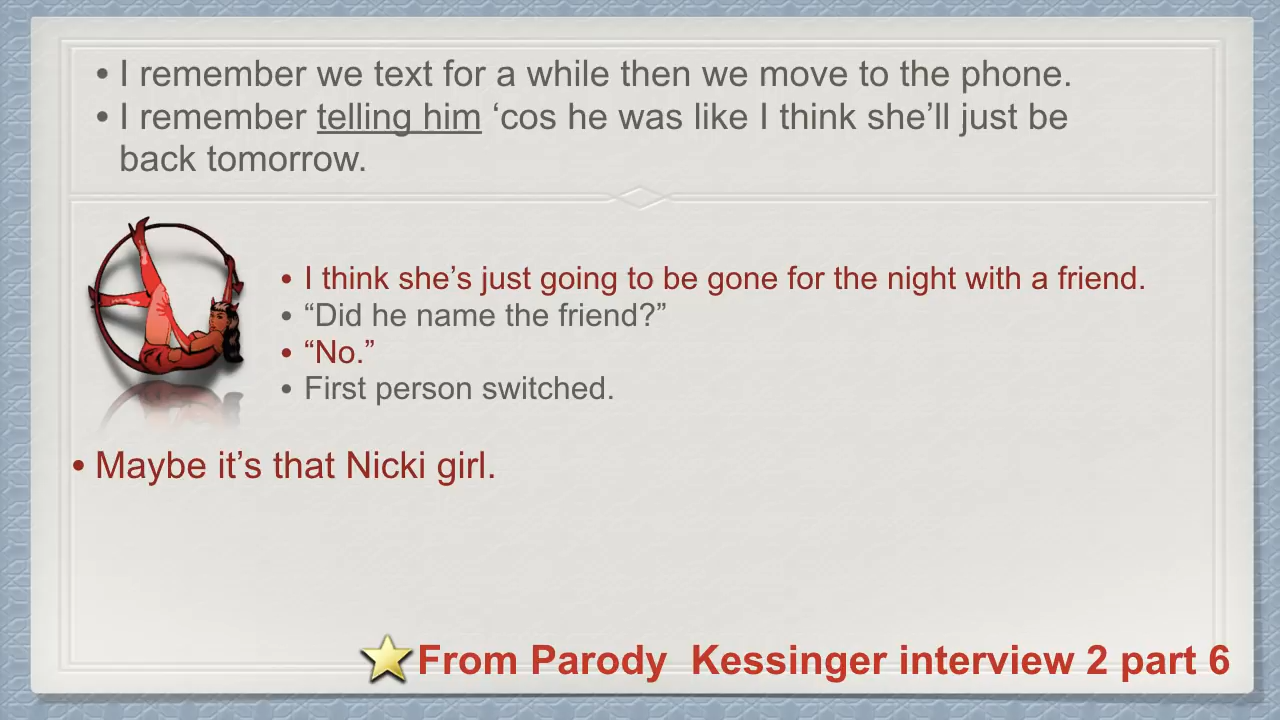 • I remember we text for a while then we move to the phone.
• I remember telling him ‘cos he was like I think she’ll just be
back tomorrow.
• I think she’s just going to be gone for the night with a friend.
• “Did he name the friend?”
• “No.”
• First person switched.
• Maybe it’s that Nicki girl.
From Parody Kessinger interview 2 part 6